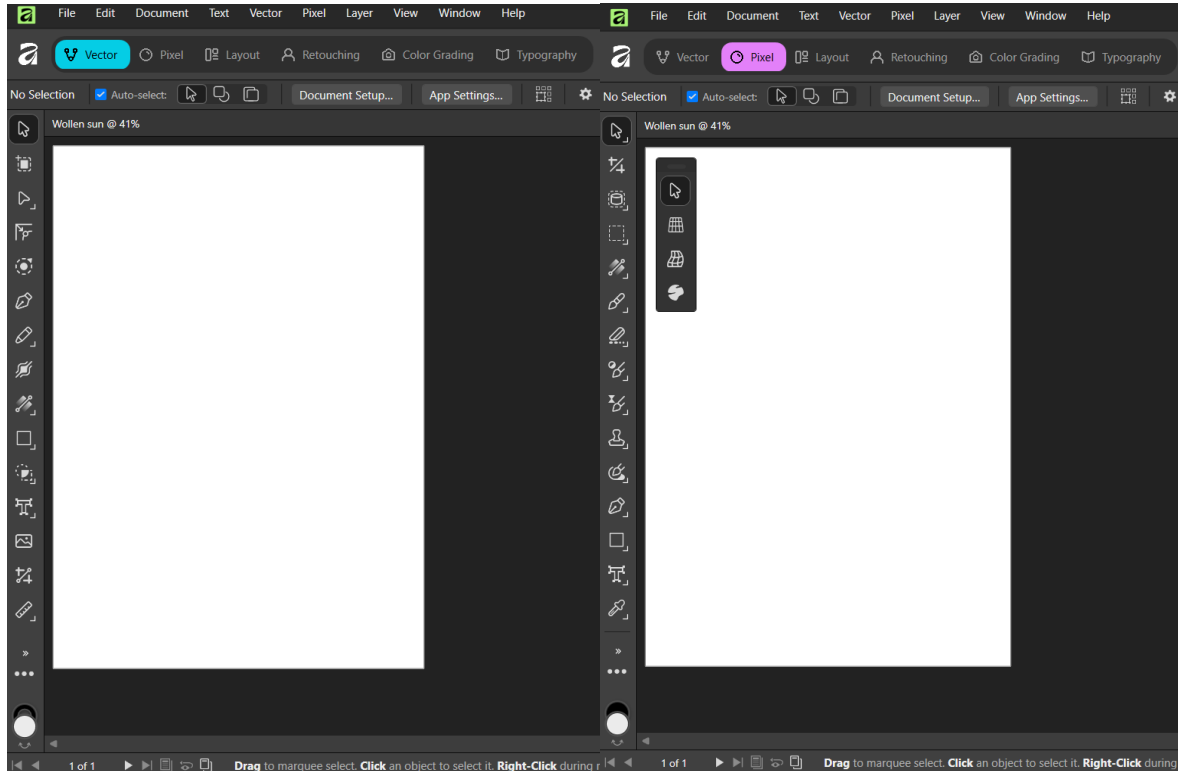 File Edit Document Text Vector Pixel Layer View Window Help
Vector Pixel Layout Retouching Color Grading Typography
No Selection Auto-select: Document Setup... App Settings...
Wollen sun @ 41%
1 of 1 Drag to marquee select. Click an object to select it. Right-Click during
File Edit Document Text Vector Pixel Layer View Window Help
Vector Pixel Layout Retouching Color Grading Typography
No Selection Auto-select: Document Setup... App Settings...
Wollen sun @ 41%
1 of 1 Drag to marquee select. Click an object to select it. Right-Click during